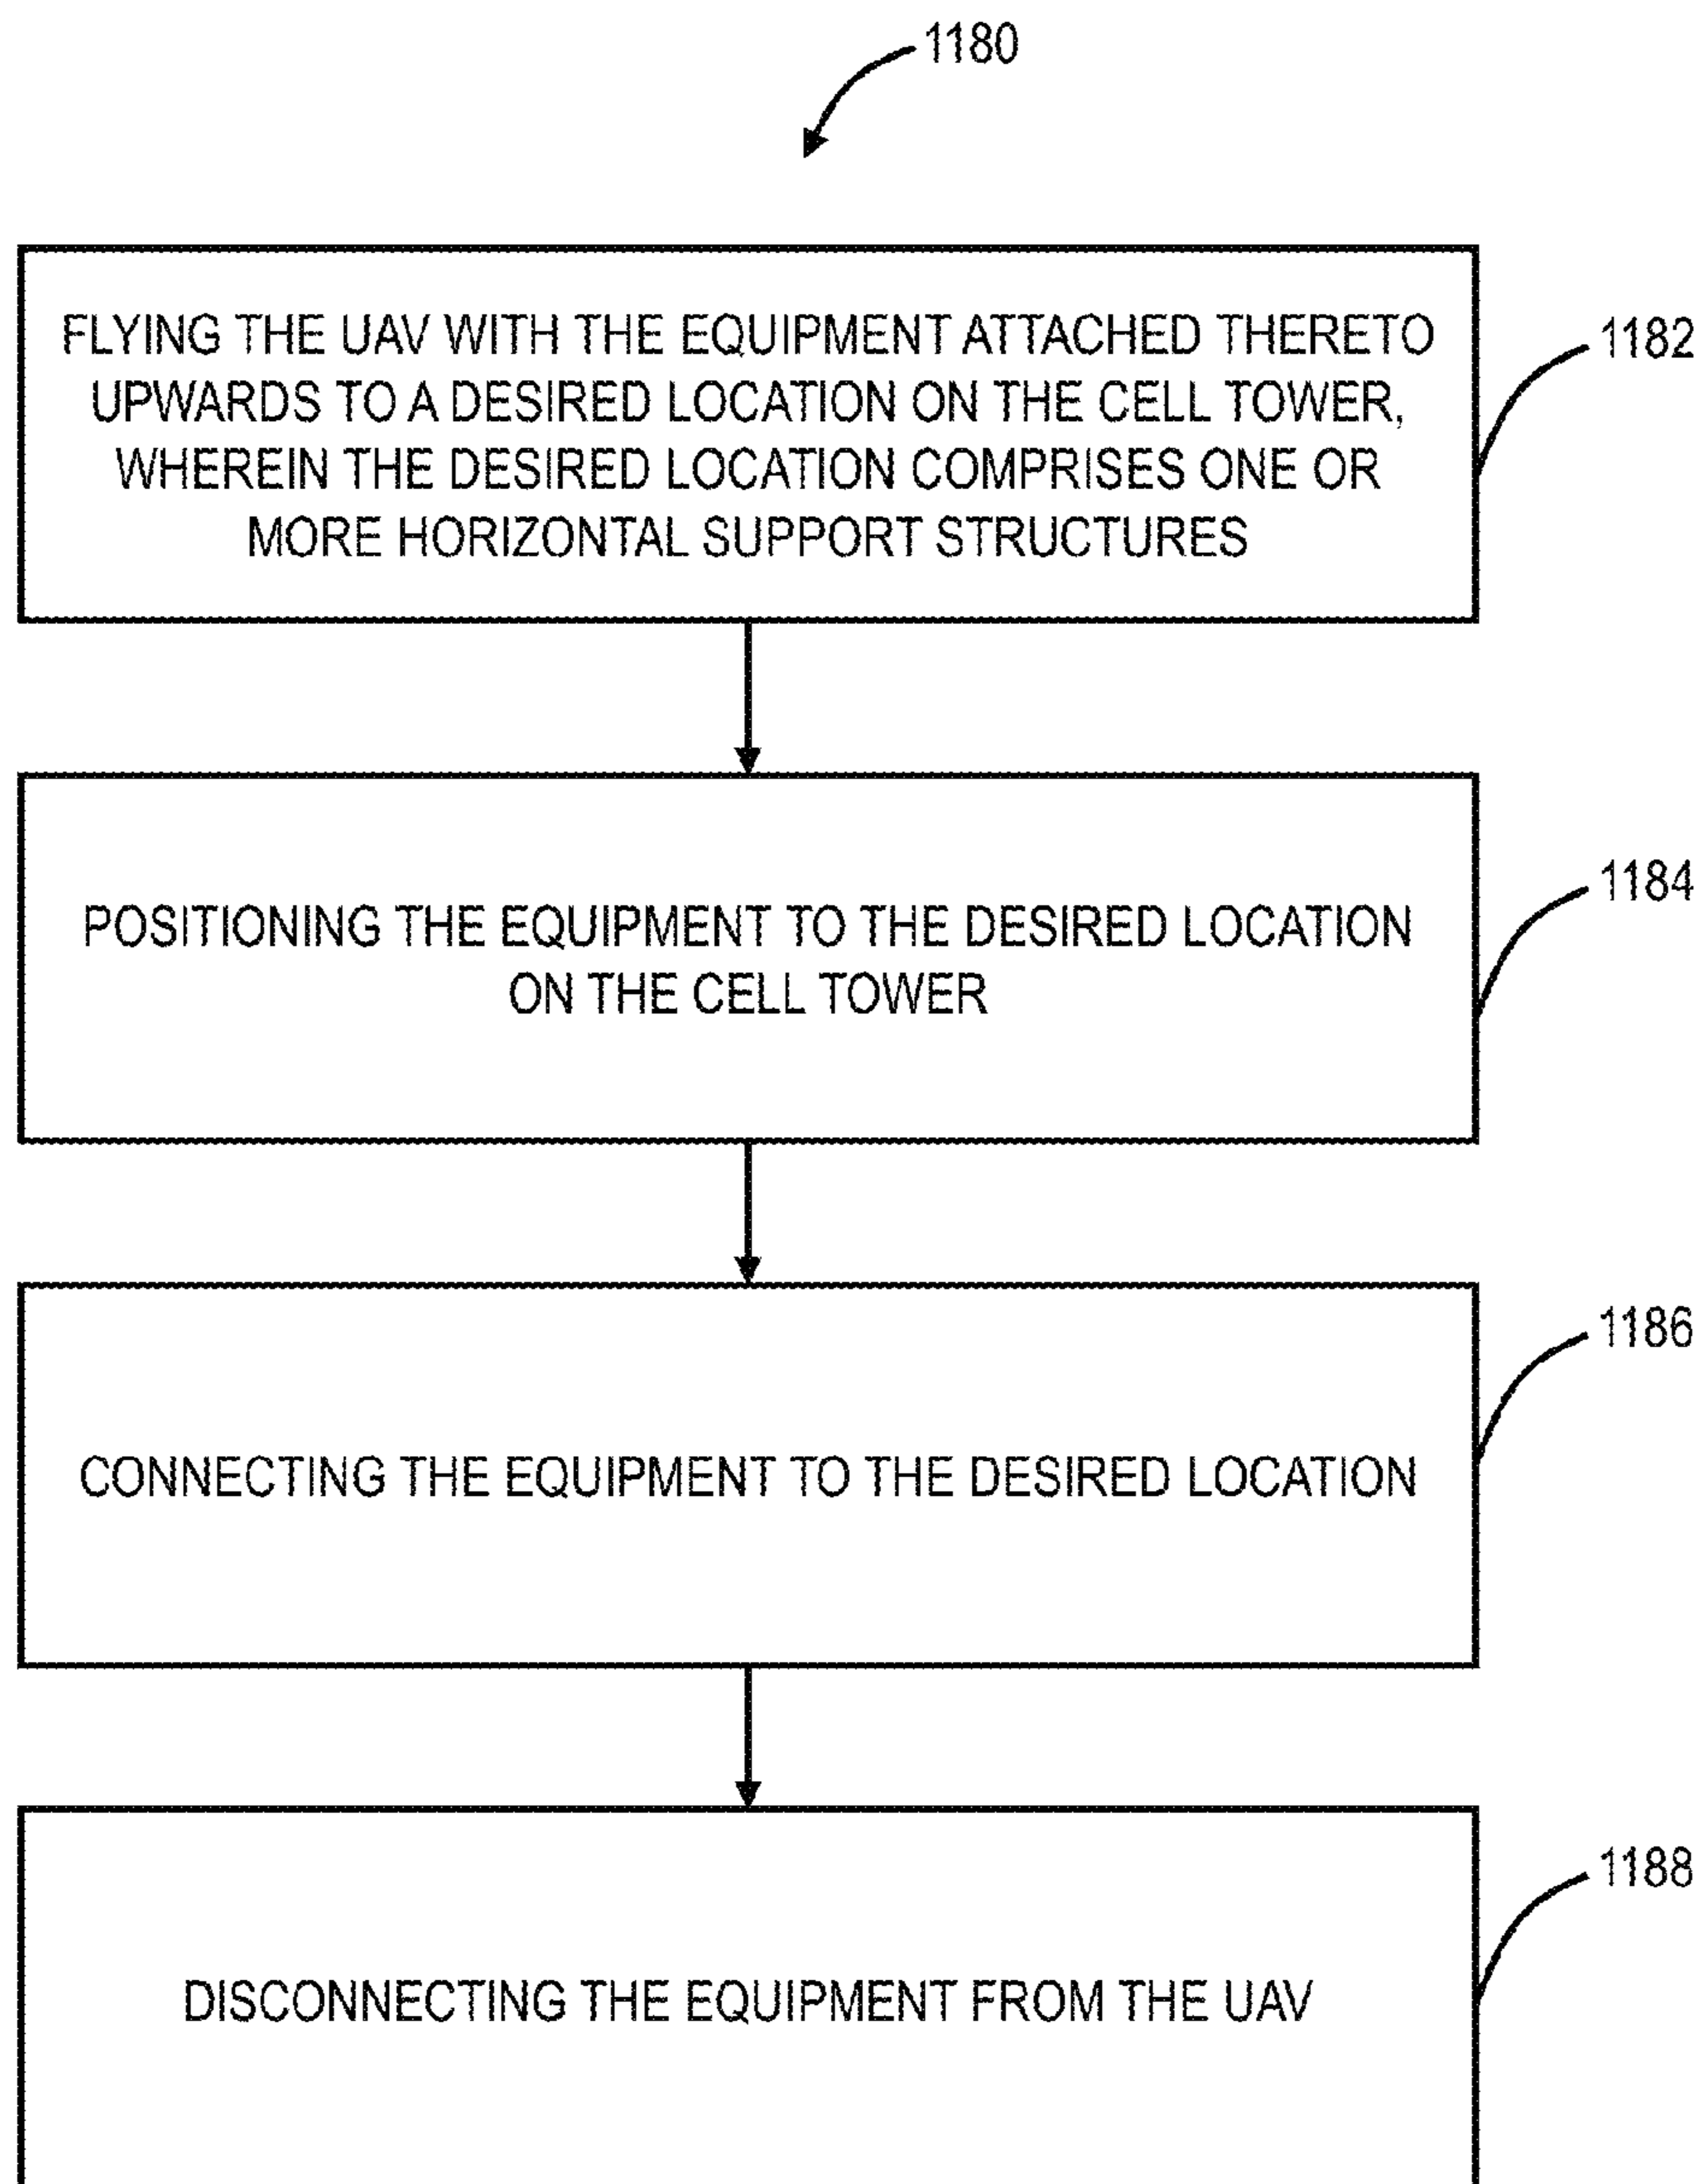 1180
FLYING THE UAV WITH THE EQUIPMENT ATTACHED THERETO
UPWARDS TO A DESIRED LOCATION ON THE CELL TOWER,
WHEREIN THE DESIRED LOCATION COMPRISES ONE OR
MORE HORIZONTAL SUPPORT STRUCTURES
1182
POSITIONING THE EQUIPMENT TO THE DESIRED LOCATION
ON THE CELL TOWER
1184
CONNECTING THE EQUIPMENT TO THE DESIRED LOCATION
1186
DISCONNECTING THE EQUIPMENT FROM THE UAV
1188